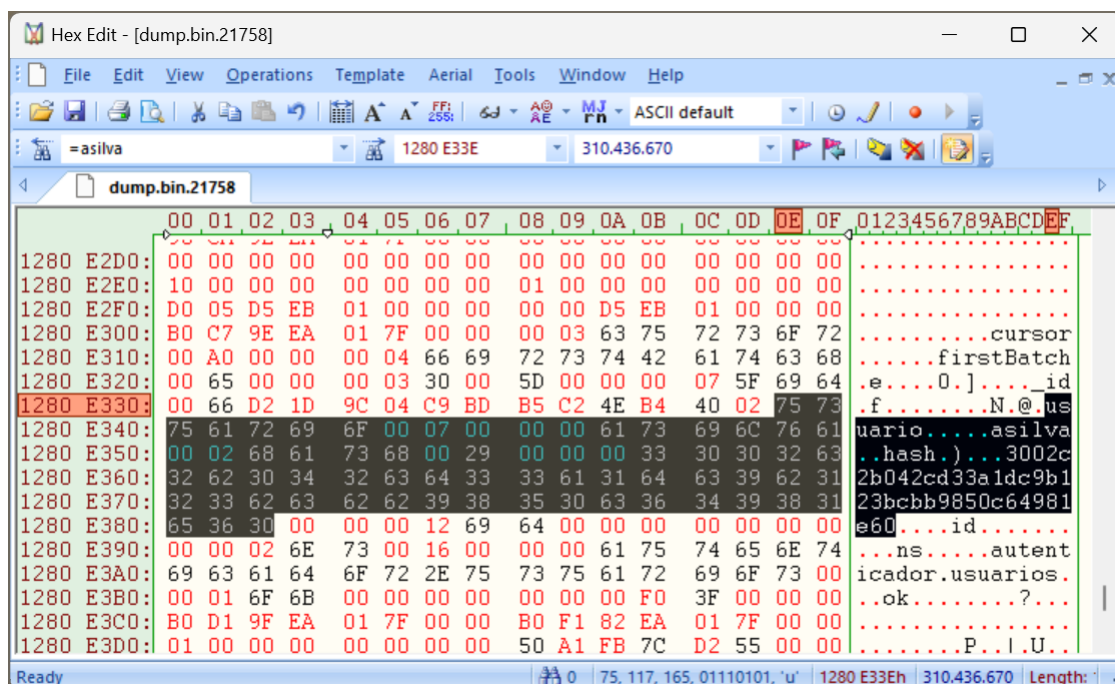 Hex Edit - [dump.bin.21758]
File Edit View Operations Template Aerial Tools Window Help
FF: 255: A@ AE MJ rn ASCII default
=asilva 1280 E33E 310.436.670
dump.bin.21758
00 01 02 03 04 05 06 07 08 09 0A 0B 0C 0D 0E 0F 0123456789ABCDEF
1280 E2D0: 00 00 00 00 00 00 00 00 00 00 00 00 00 00 00 00 ................
1280 E2E0: 10 00 00 00 00 00 00 00 01 00 00 00 00 00 00 00 ................
1280 E2F0: D0 05 D5 EB 01 00 00 00 00 00 D5 EB 01 00 00 00 ................
1280 E300: B0 C7 9E EA 01 7F 00 00 00 03 63 75 72 73 6F 72 ..........cursor
1280 E310: 00 A0 00 00 00 04 66 69 72 73 74 42 61 74 63 68 ......firstBatch
1280 E320: 00 65 00 00 00 03 30 00 5D 00 00 00 07 5F 69 64 .e....0.]...._id
1280 E330: 00 66 D2 1D 9C 04 C9 BD B5 C2 4E B4 40 02 75 73 .f........N.@.us
1280 E340: 75 61 72 69 6F 00 07 00 00 00 61 73 69 6C 76 61 uario.....asilva
1280 E350: 00 02 68 61 73 68 00 29 00 00 00 33 30 30 32 63 ..hash.)...3002c
1280 E360: 32 62 30 34 32 63 64 33 33 61 31 64 63 39 62 31 2b042cd33a1dc9b1
1280 E370: 32 33 62 63 62 62 39 38 35 30 63 36 34 39 38 31 23bcbb9850c64981
1280 E380: 65 36 30 00 00 00 00 12 69 64 00 00 00 00 00 00 00 e60.....id.......
1280 E390: 00 00 02 6E 73 00 16 00 00 00 61 75 74 65 6E 74 ...ns.....autent
1280 E3A0: 69 63 61 64 6F 72 2E 75 73 75 61 72 69 6F 73 00 icador.usuarios.
1280 E3B0: 00 01 6F 6B 00 00 00 00 00 00 00 F0 3F 00 00 00 ..ok........?...
1280 E3C0: B0 D1 9F EA 01 7F 00 00 B0 F1 82 EA 01 7F 00 00 ................
1280 E3D0: 01 00 00 00 00 00 00 00 50 A1 FB 7C D2 55 00 00 ........P..|.U..
Ready 0 75, 117, 165, 01110101, 'u' 1280 E33Eh 310.436.670 Length: